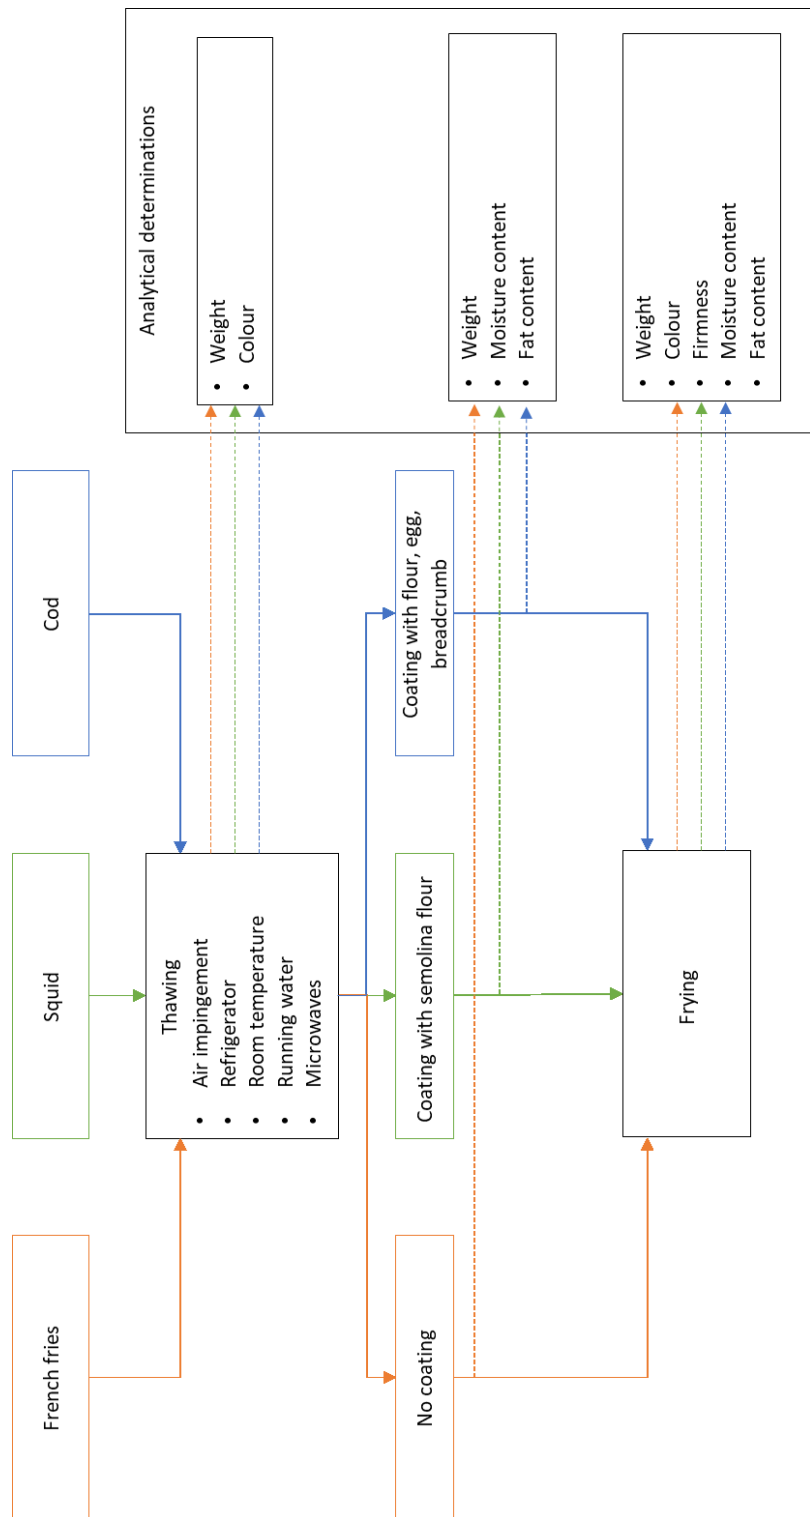 French fries
Squid
Cod
Thawing
• Air impingement
• Refrigerator
• Room temperature
• Running water
• Microwaves
No coating
Coating with semolina flour
Coating with flour, egg,
breadcrumb
Frying
Analytical determinations
• Weight
• Colour
• Weight
• Moisture content
• Fat content
• Weight
• Colour
• Firmness
• Moisture content
• Fat content